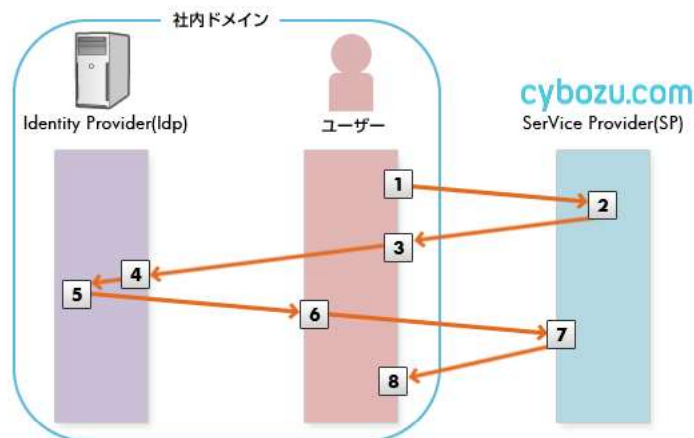 社内ドメイン
cybozu.com
Identity Provider(Idp)
ユーザー
SerVice Provider(SP)
1
2
3
4
5
6
7
8